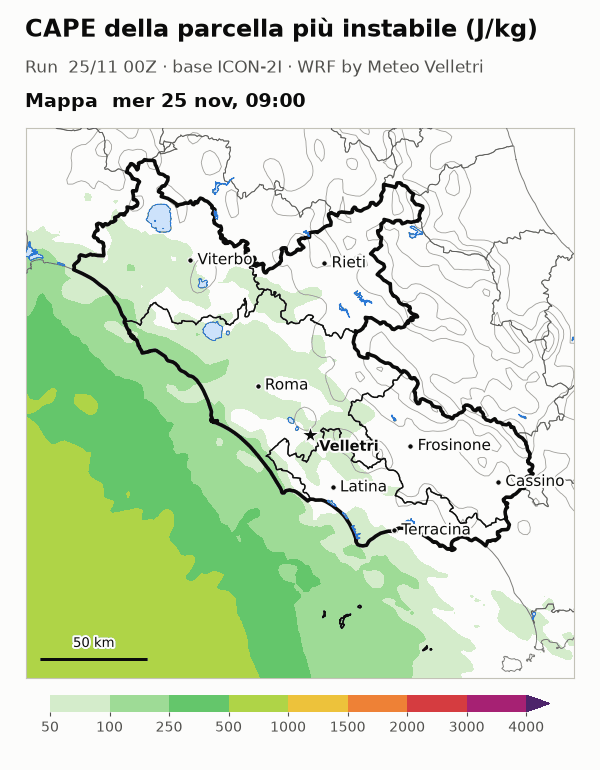 CAPE della parcella più instabile (J/kg)
Run  25/11 00Z · base ICON-2I · WRF by Meteo Velletri
Mappa  mer 25 nov, 09:00
Viterbo
Rieti
Roma
Velletri
Frosinone
Cassino
Latina
Terracina
50 km
50 100 250 500 1000 1500 2000 3000 4000